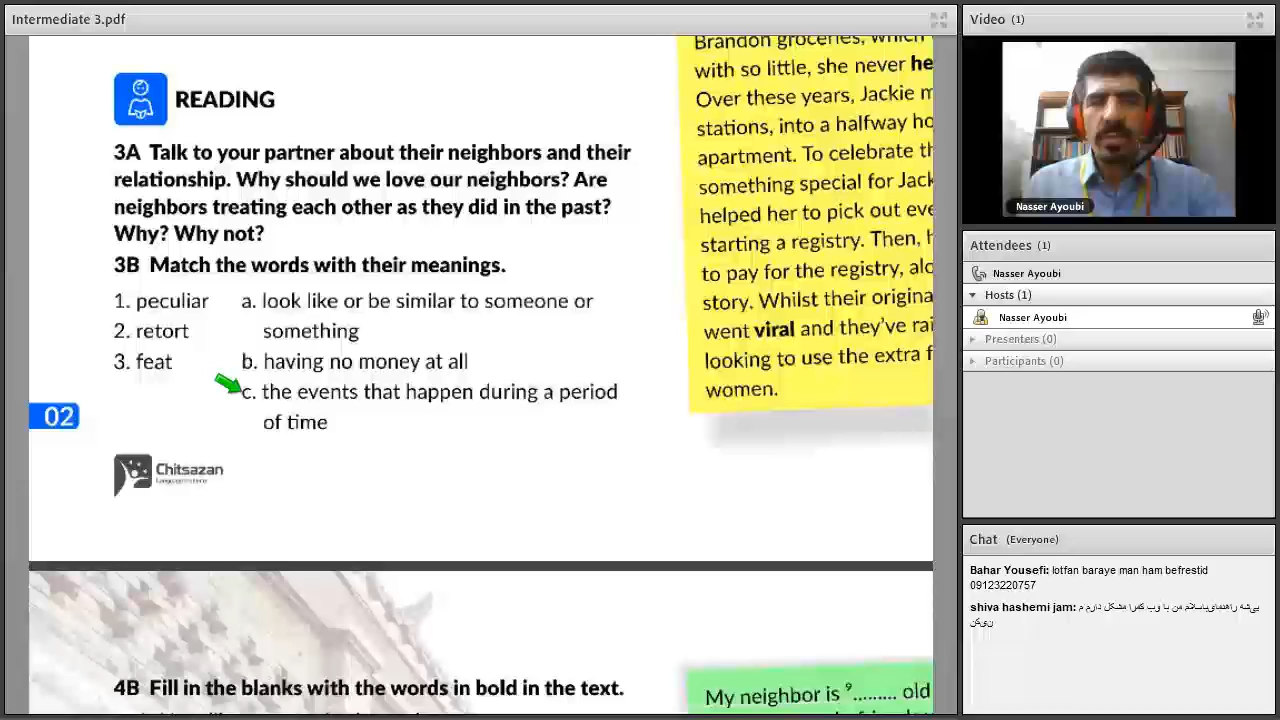 Intermediate 3.pdf
READING
3A Talk to your partner about their neighbors and their
relationship. Why should we love our neighbors? Are
neighbors treating each other as they did in the past?
Why? Why not?
3B Match the words with their meanings.
1. peculiar
2. retort
3. feat
a. look like or be similar to someone or
something
b. having no money at all
c. the events that happen during a period
of time
02
Chitsazan
Brandon groceries, which
with so little, she never he
Over these years, Jackie m
stations, into a halfway ho
apartment. To celebrate th
something special for Jack
helped her to pick out eve
starting a registry. Then, h
to pay for the registry, alo
story. Whilst their origina
went viral and they've rai
looking to use the extra f
women.
4B Fill in the blanks with the words in bold in the text.
My neighbor is 9......... old
Video (1)
Nasser Ayoubi
Attendees (1)
Nasser Ayoubi
Hosts (1)
Nasser Ayoubi
Presenters (0)
Participants (0)
Chat (Everyone)
Bahar Yousefi: lotfan baraye man ham befrestid
09123220757
shiva hashemi jam: سلام من با وب کمرا مشکل دارم